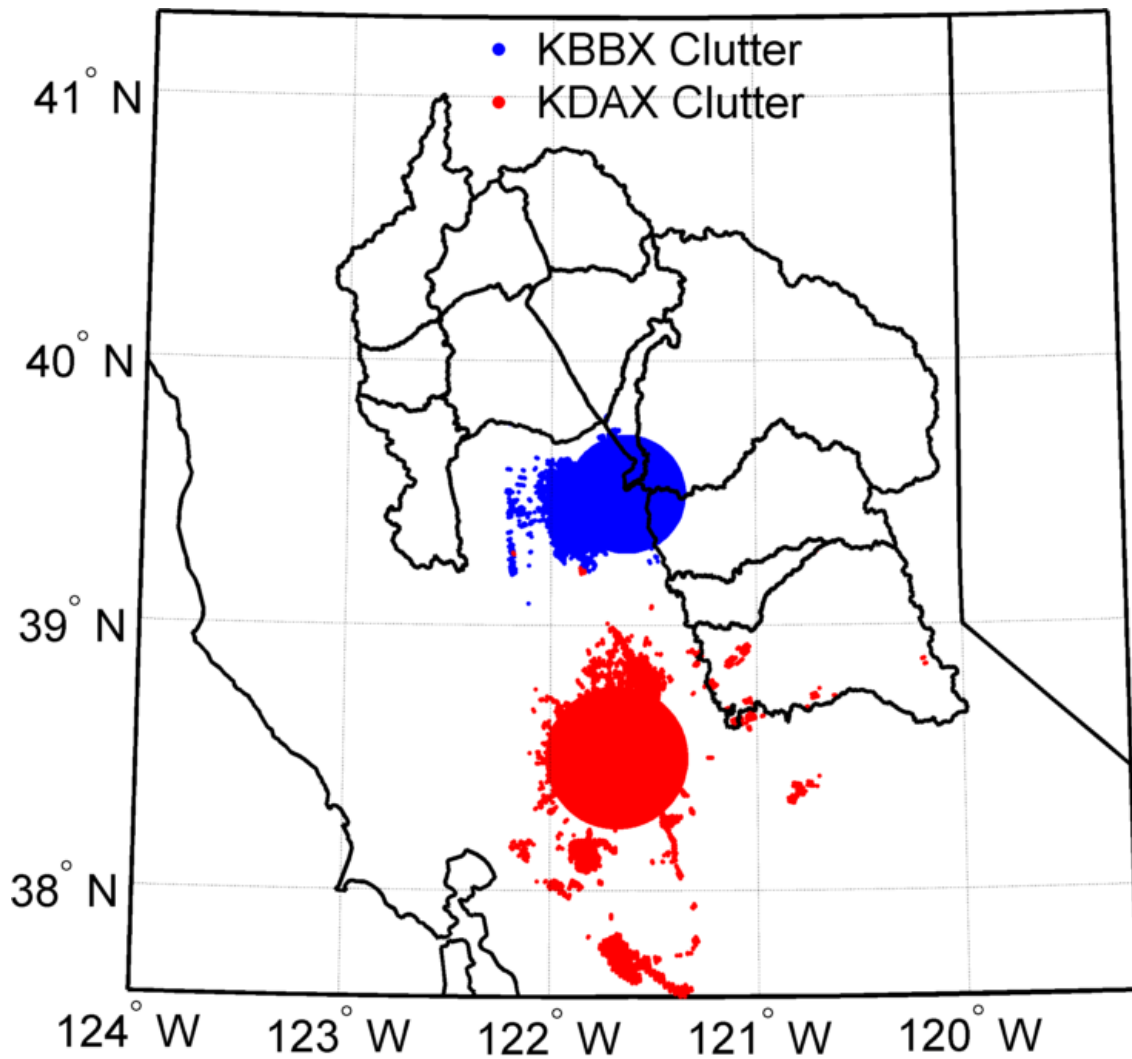 KBBX Clutter
KDAX Clutter
41° N
40° N
39° N
38° N
124° W 123° W 122° W 121° W 120° W